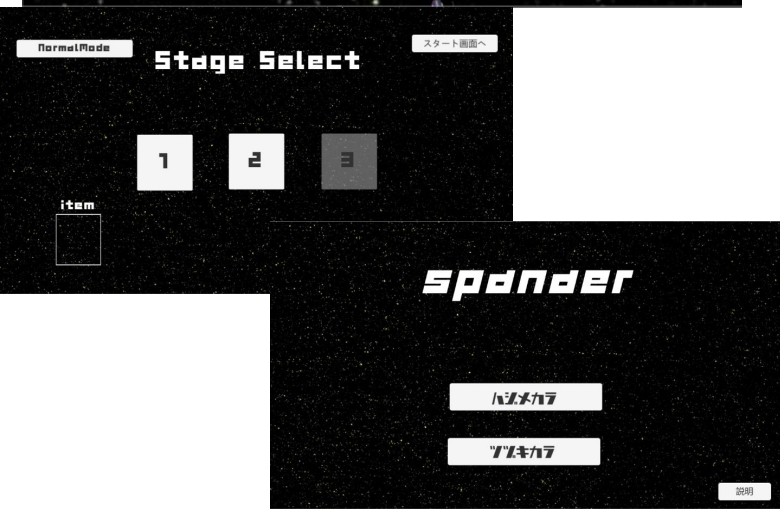 NormalMode
Stage Select
スタート画面へ
1
2
3
item
spander
ハジメカラ
ツヅキカラ
説明